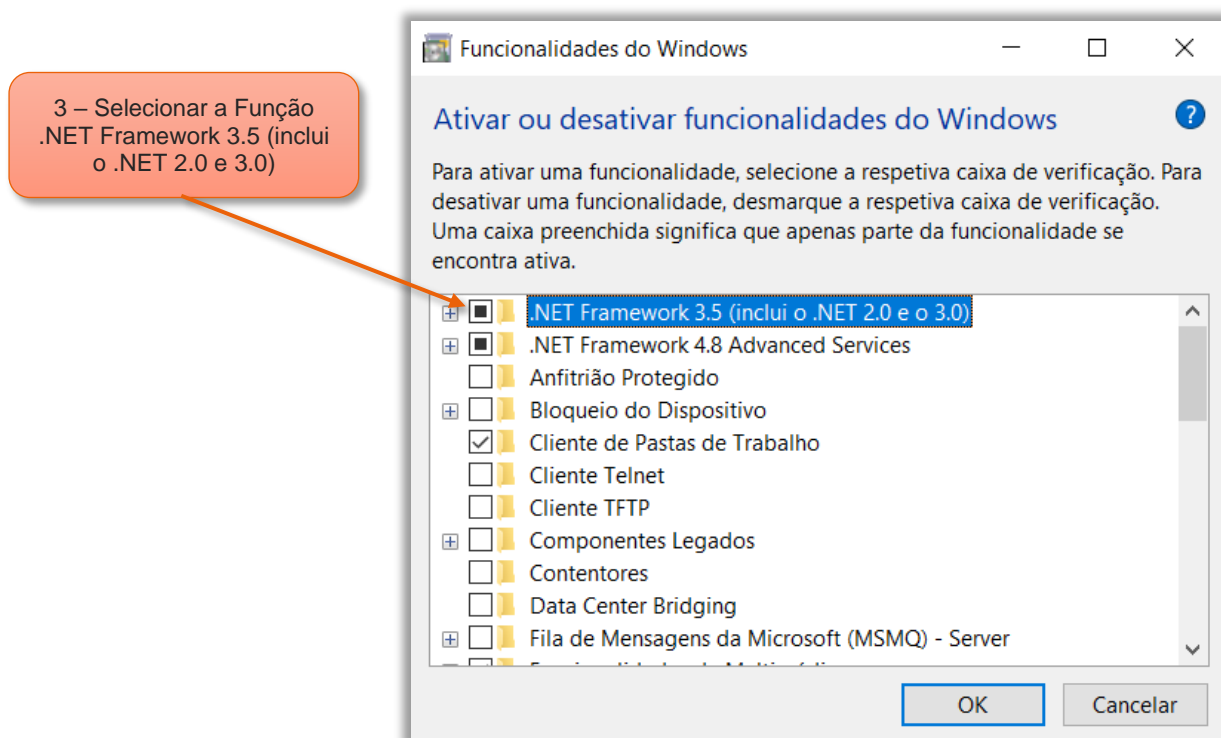 Funcionalidades do Windows
3 – Selecionar a Função
.NET Framework 3.5 (inclui
o .NET 2.0 e 3.0)
Ativar ou desativar funcionalidades do Windows
?
Para ativar uma funcionalidade, selecione a respetiva caixa de verificação. Para
desativar uma funcionalidade, desmarque a respetiva caixa de verificação.
Uma caixa preenchida significa que apenas parte da funcionalidade se
encontra ativa.
.NET Framework 3.5 (inclui o .NET 2.0 e o 3.0)
.NET Framework 4.8 Advanced Services
Anfitrião Protegido
Bloqueio do Dispositivo
Cliente de Pastas de Trabalho
Cliente Telnet
Cliente TFTP
Componentes Legados
Contentores
Data Center Bridging
Fila de Mensagens da Microsoft (MSMQ) - Server
OK
Cancelar